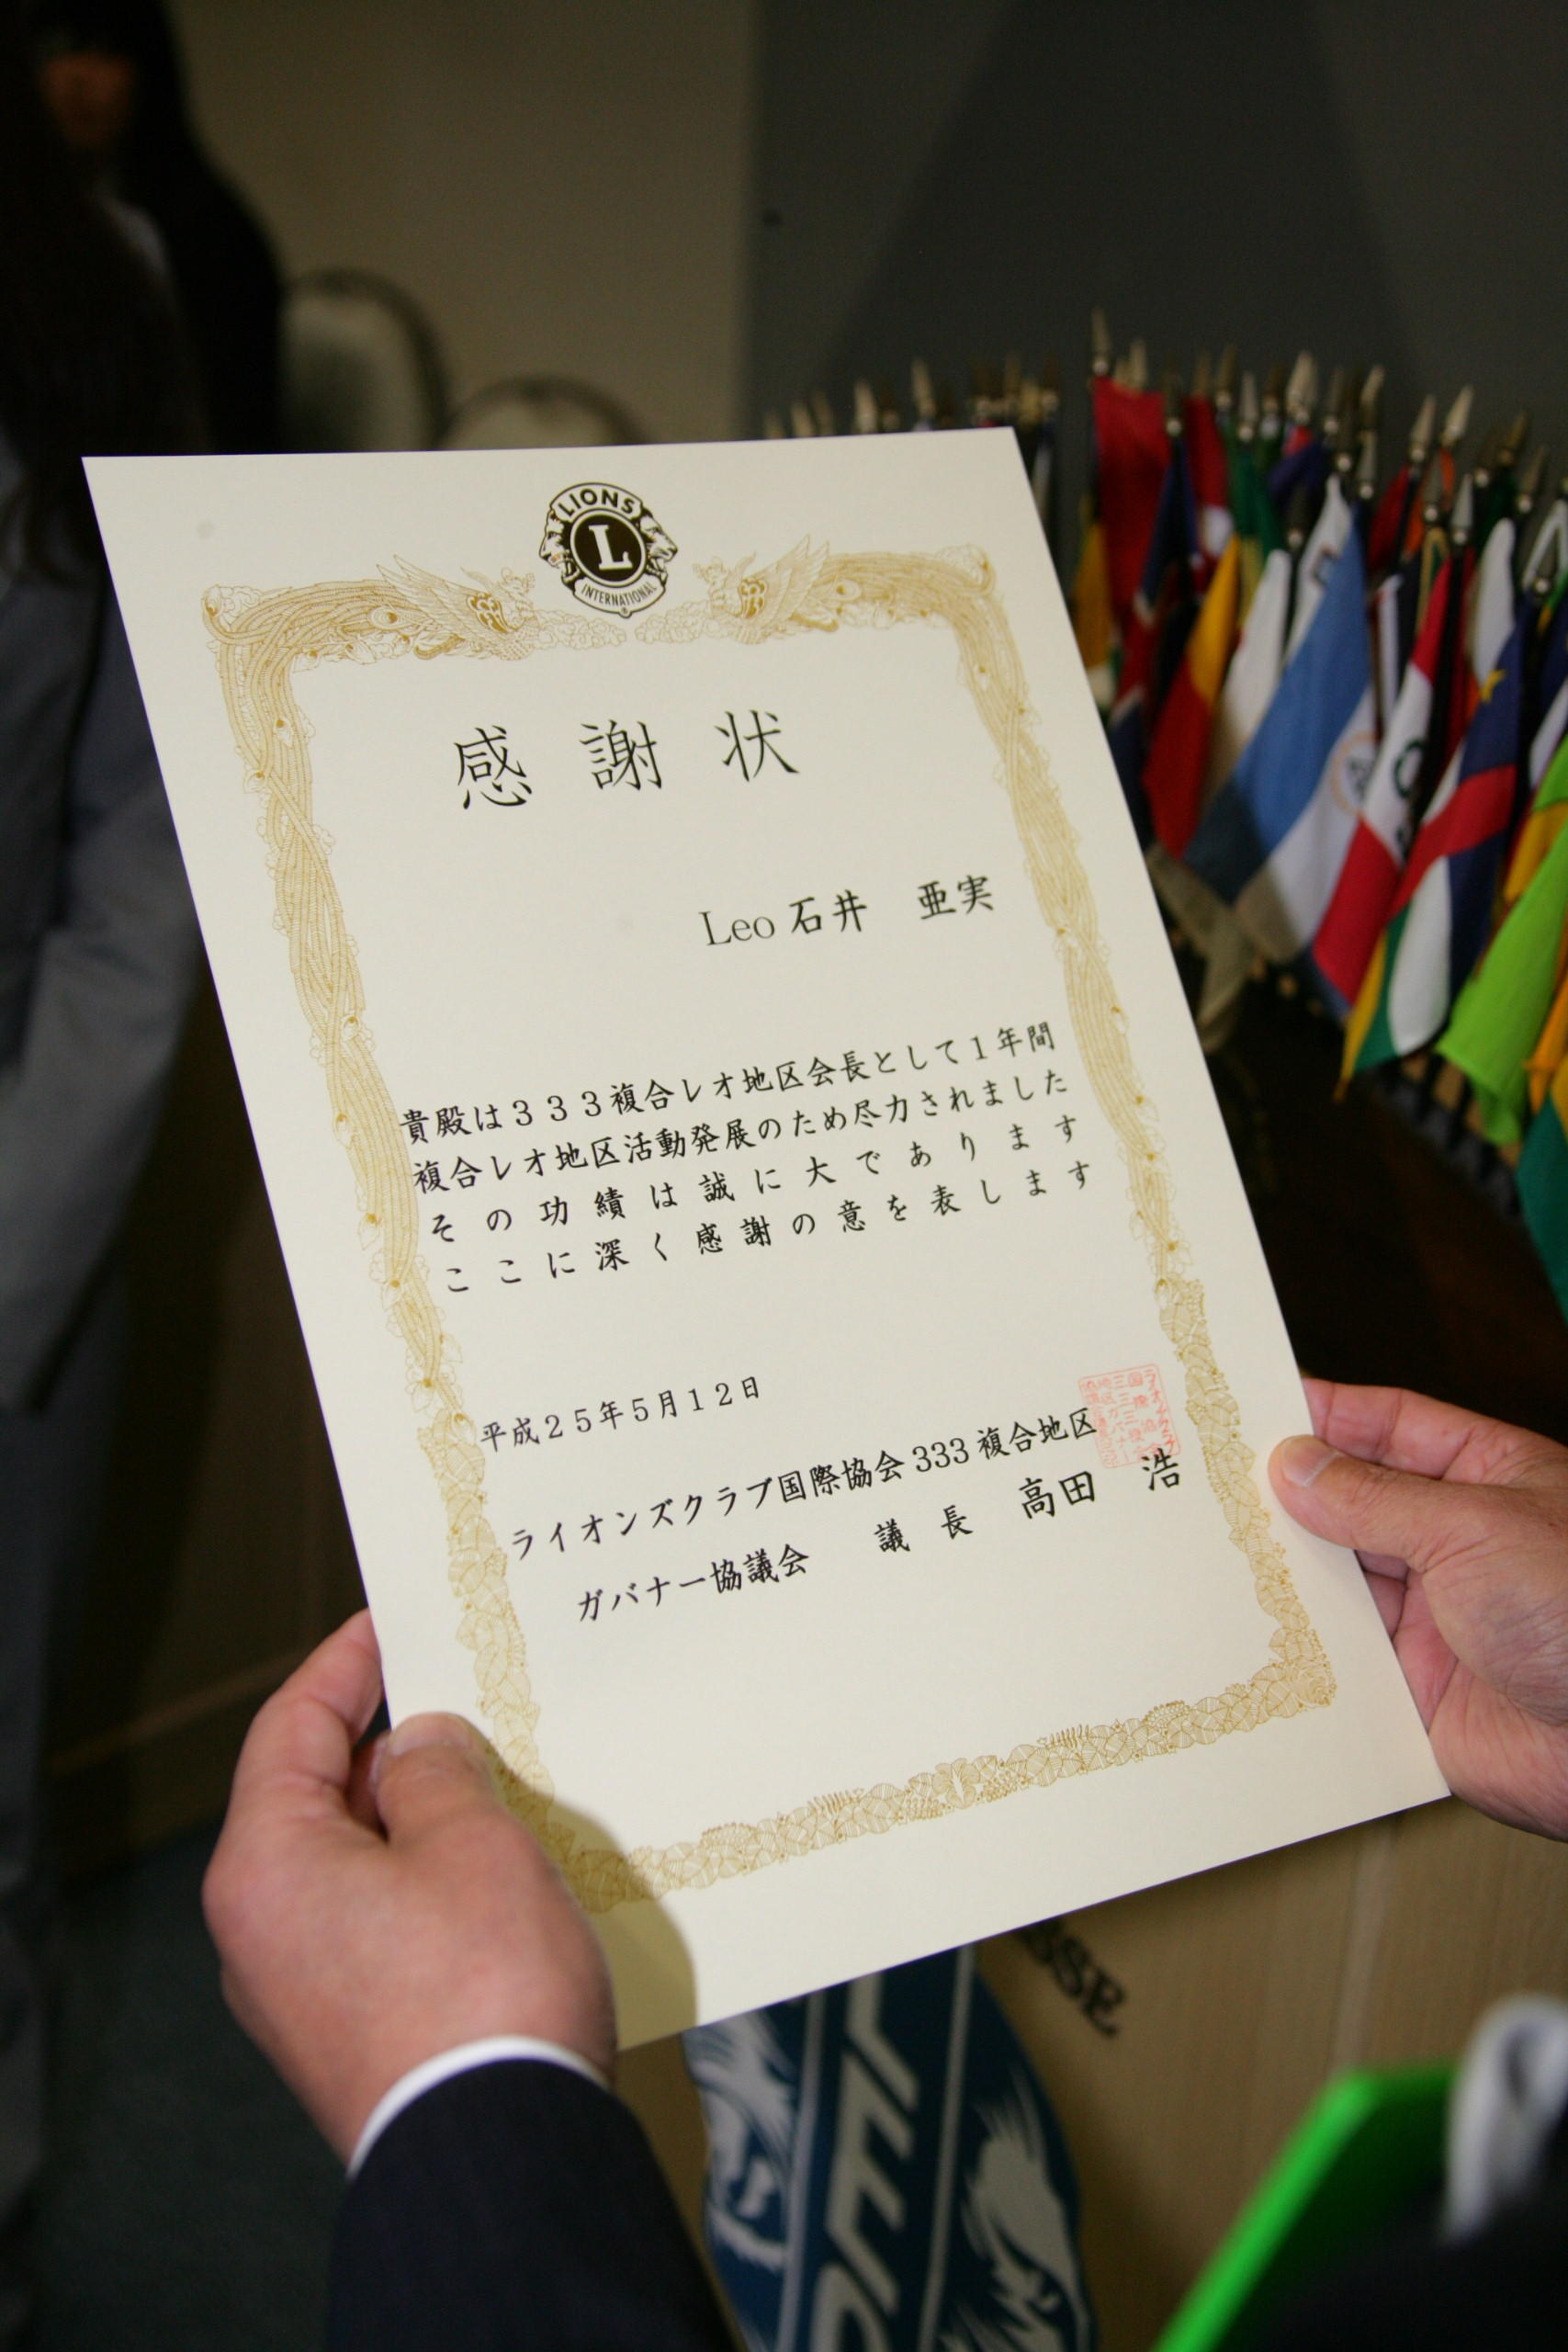 LIONS
L
INTERNATIONAL
®
感謝状
Leo 石井 亜実
貴殿は333複合レオ地区会長として1年間
複合レオ地区活動発展のため尽力されました
その功績は誠に大であります
ここに深く感謝の意を表します
平成25年5月12日
ライオンズクラブ国際協会 333 複合地区
ガバナー協議会 議長 高田 浩